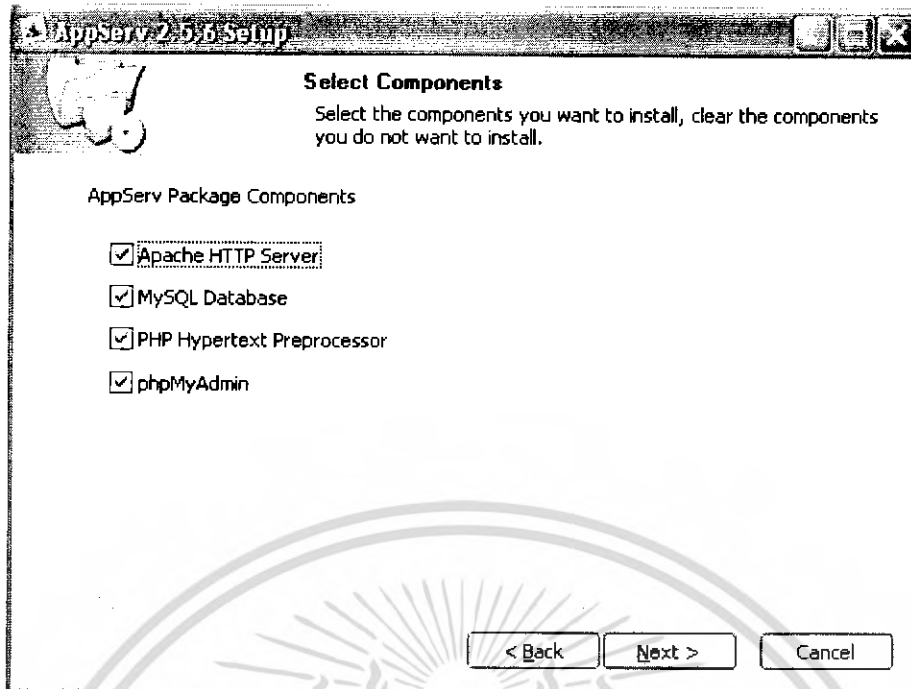 AppServ 2.5.6 Setup
Select Components
Select the components you want to install, clear the components
you do not want to install.
AppServ Package Components
Apache HTTP Server
MySQL Database
PHP Hypertext Preprocessor
phpMyAdmin
< Back Next > Cancel